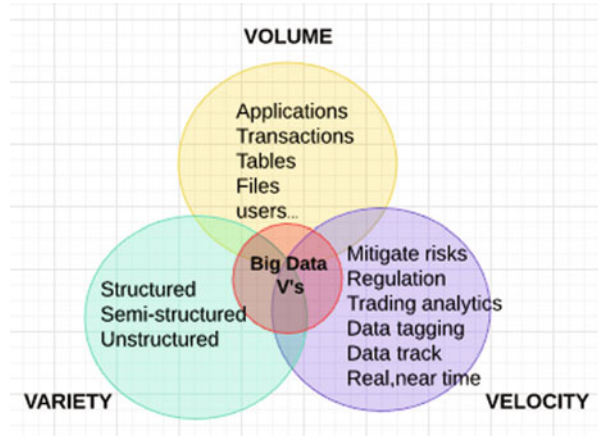 VOLUME
Applications
Transactions
Tables
Files
users...
Big Data
V's
Structured
Semi-structured
Unstructured
Mitigate risks
Regulation
Trading analytics
Data tagging
Data track
Real,near time
VARIETY
VELOCITY